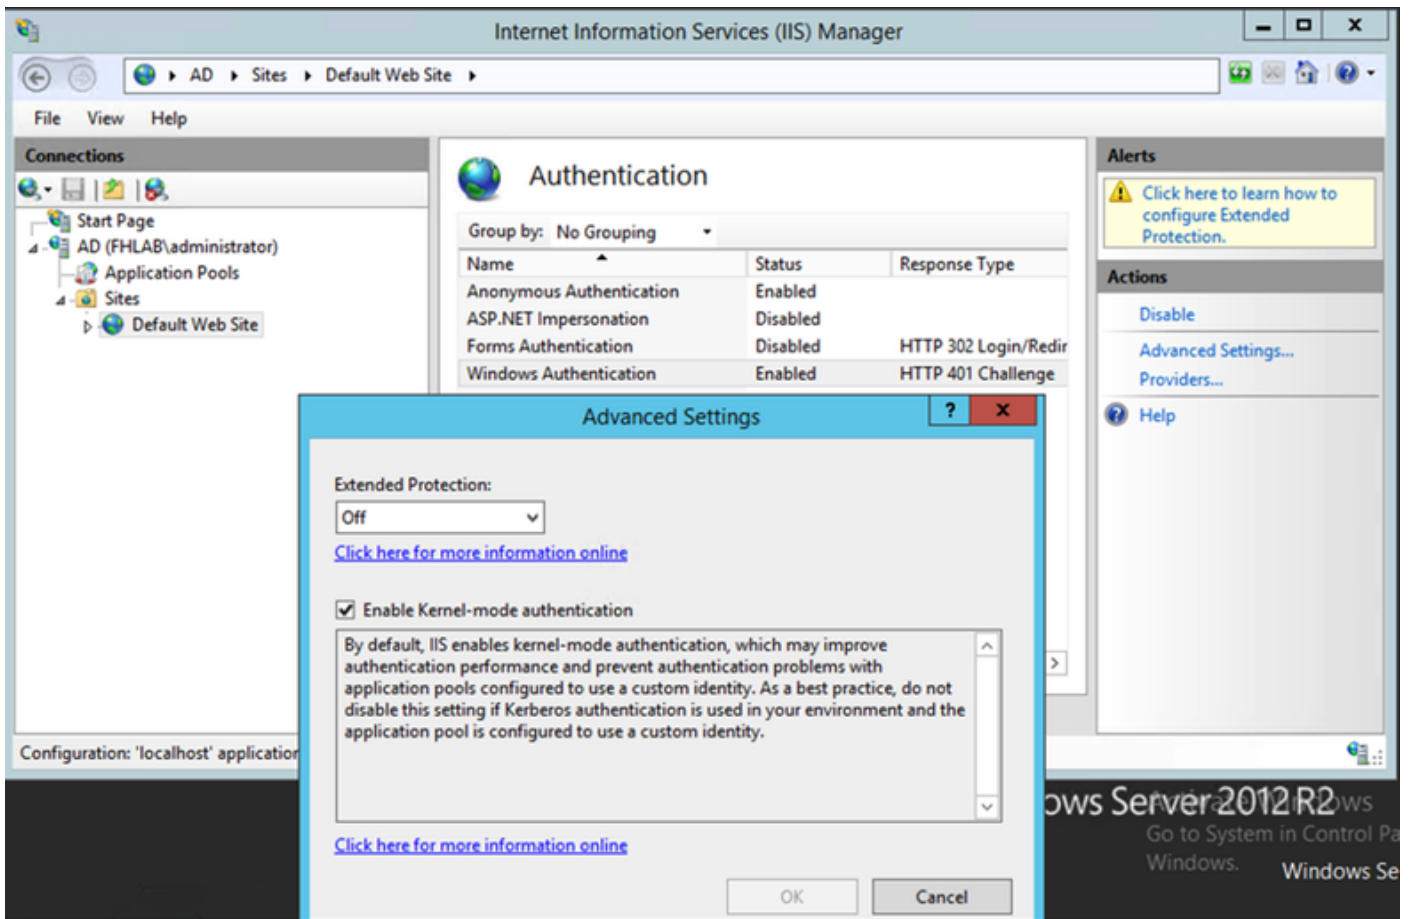 Internet Information Services (IIS) Manager
AD Sites Default Web Site
File View Help
Connections
Start Page
AD (FHLAB\administrator)
Application Pools
Sites
Default Web Site
Authentication
Group by: No Grouping
Name Status Response Type
Anonymous Authentication Enabled
ASP.NET Impersonation Disabled
Forms Authentication Disabled HTTP 302 Login/Redir
Windows Authentication Enabled HTTP 401 Challenge
Alerts
Click here to learn how to
configure Extended
Protection.
Actions
Disable
Advanced Settings...
Providers...
Help
Advanced Settings
?
Extended Protection:
Off
Click here for more information online
Enable Kernel-mode authentication
By default, IIS enables kernel-mode authentication, which may improve
authentication performance and prevent authentication problems with
application pools configured to use a custom identity. As a best practice, do not
disable this setting if Kerberos authentication is used in your environment and the
application pool is configured to use a custom identity.
Click here for more information online
OK Cancel
Configuration: 'localhost' application
ows Server 2012 R2
Activate Windows
Go to System in Control Pa
Windows.
Windows Se